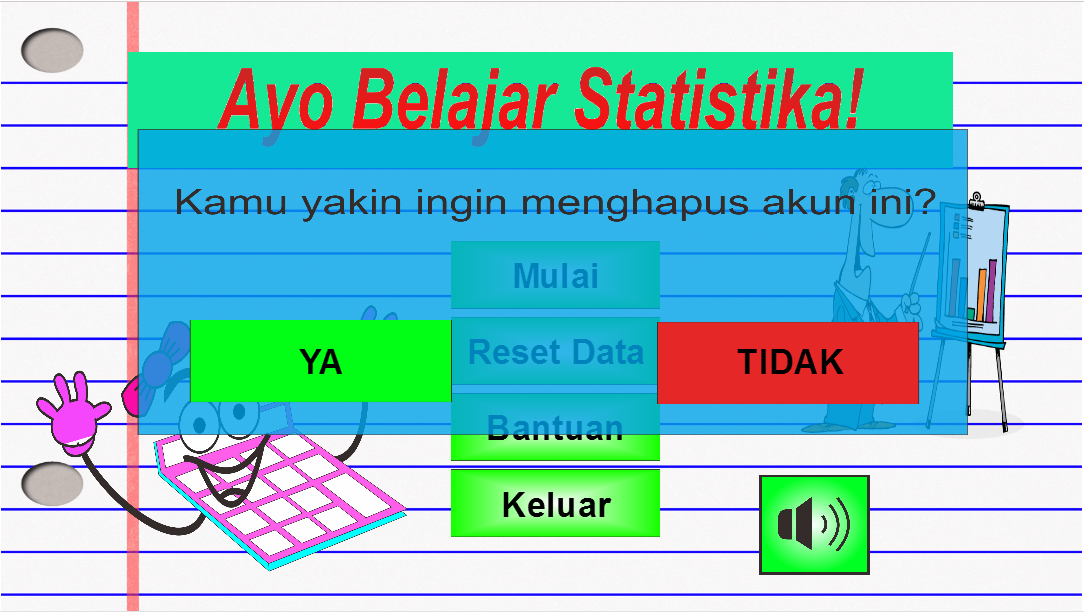 Ayo Belajar Statistika!
Kamu yakin ingin menghapus akun ini?
Mulai
YA
Reset Data
TIDAK
Bantuan
Keluar